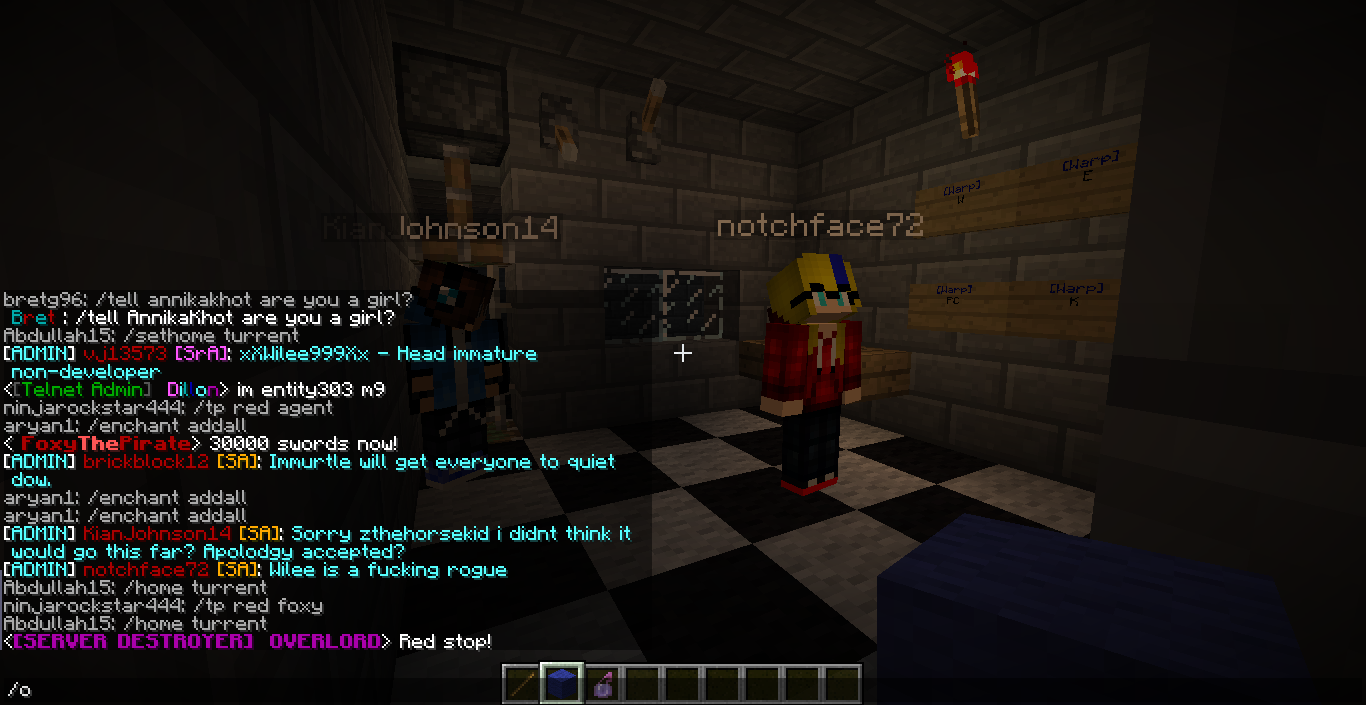 [Warp]
E
[Warp]
W
KianJohnson14
notchface72
[Warp]
FC
[Warp]
K
bretg96: /tell annikakhot are you a girl?
Bret : /tell AnnikaKhot are you a girl?
Abdullah15: /sethome turrent
[ADMIN] vj13573 [SrA]: xXWilee999Xx - Head immature
non-developer
<[Telnet Admin] Dillon> im entity303 m9
ninjarockstar444: /tp red agent
aryan1: /enchant addall
< FoxyThePirate> 30000 swords now!
[ADMIN] brickblock12 [SA]: Immurtle will get everyone to quiet
dow.
aryan1: /enchant addall
aryan1: /enchant addall
[ADMIN] KianJohnson14 [SA]: Sorry zthehorsekid i didnt think it
would go this far? Apolodgy accepted?
[ADMIN] notchface72 [SA]: Wilee is a fucking rogue
Abdullah15: /home turrent
ninjarockstar444: /tp red foxy
Abdullah15: /home turrent
<[SERVER DESTROYER] OVERLORD> Red stop!
/o